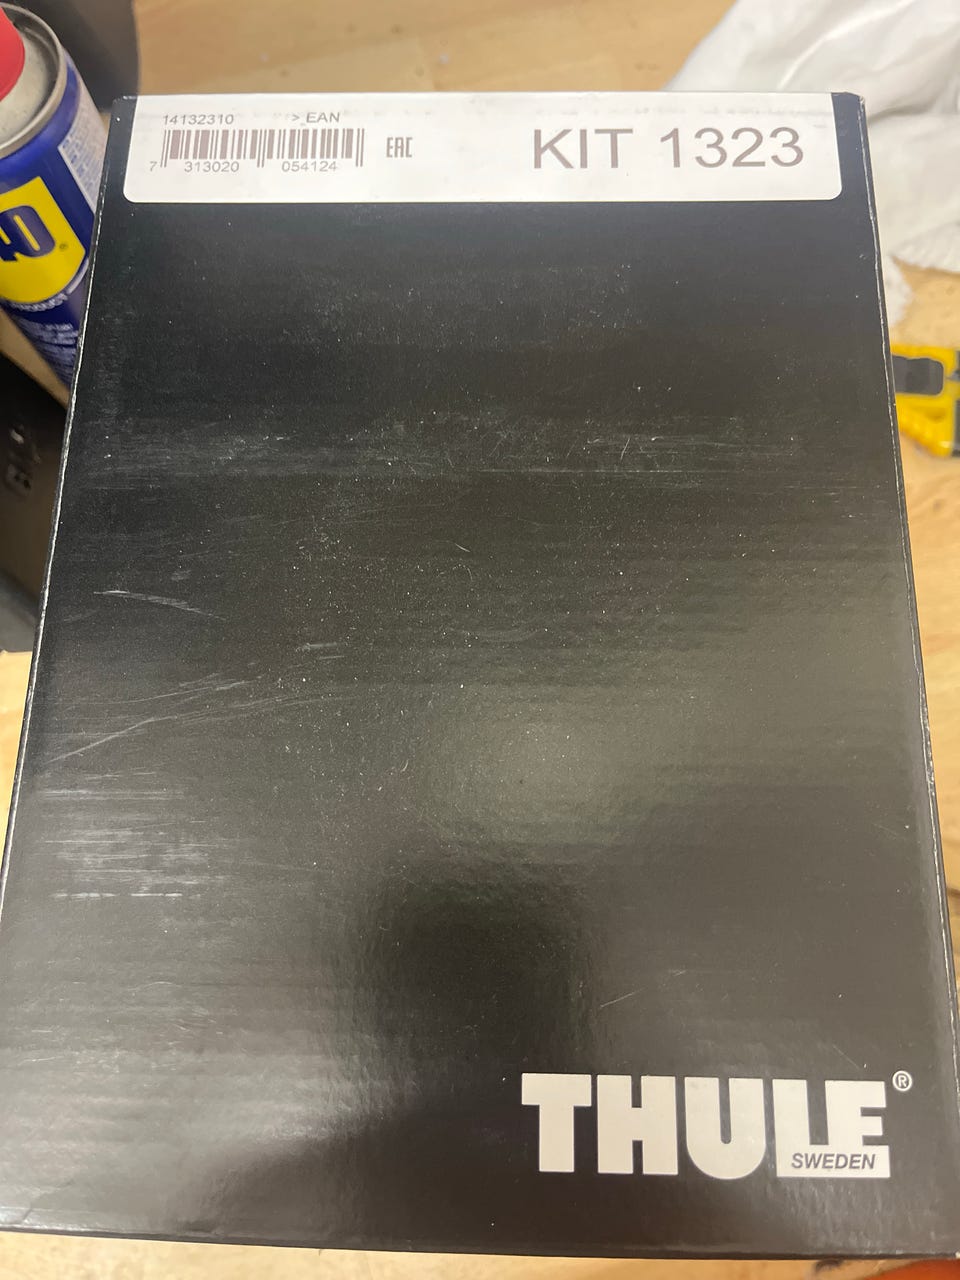 14132310 > EAN
7 313020 054124
EAC
KIT 1323
THULE®
SWEDEN